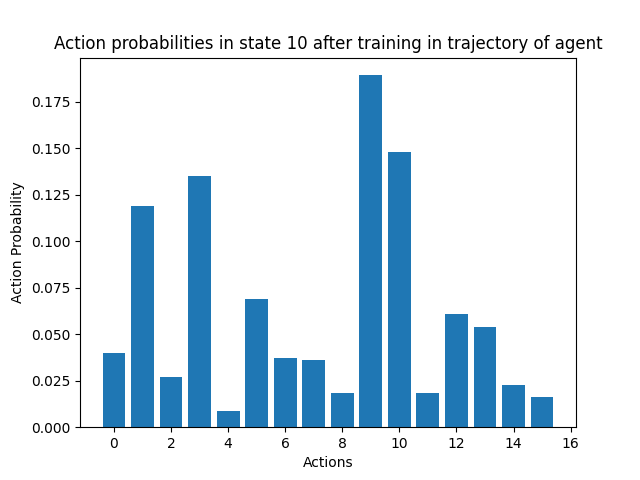 Action probabilities in state 10 after training in trajectory of agent
0.175
0.150
0.125
0.100
0.075
0.050
0.025
0.000
Action Probability
0 2 4 6 8 10 12 14 16
Actions